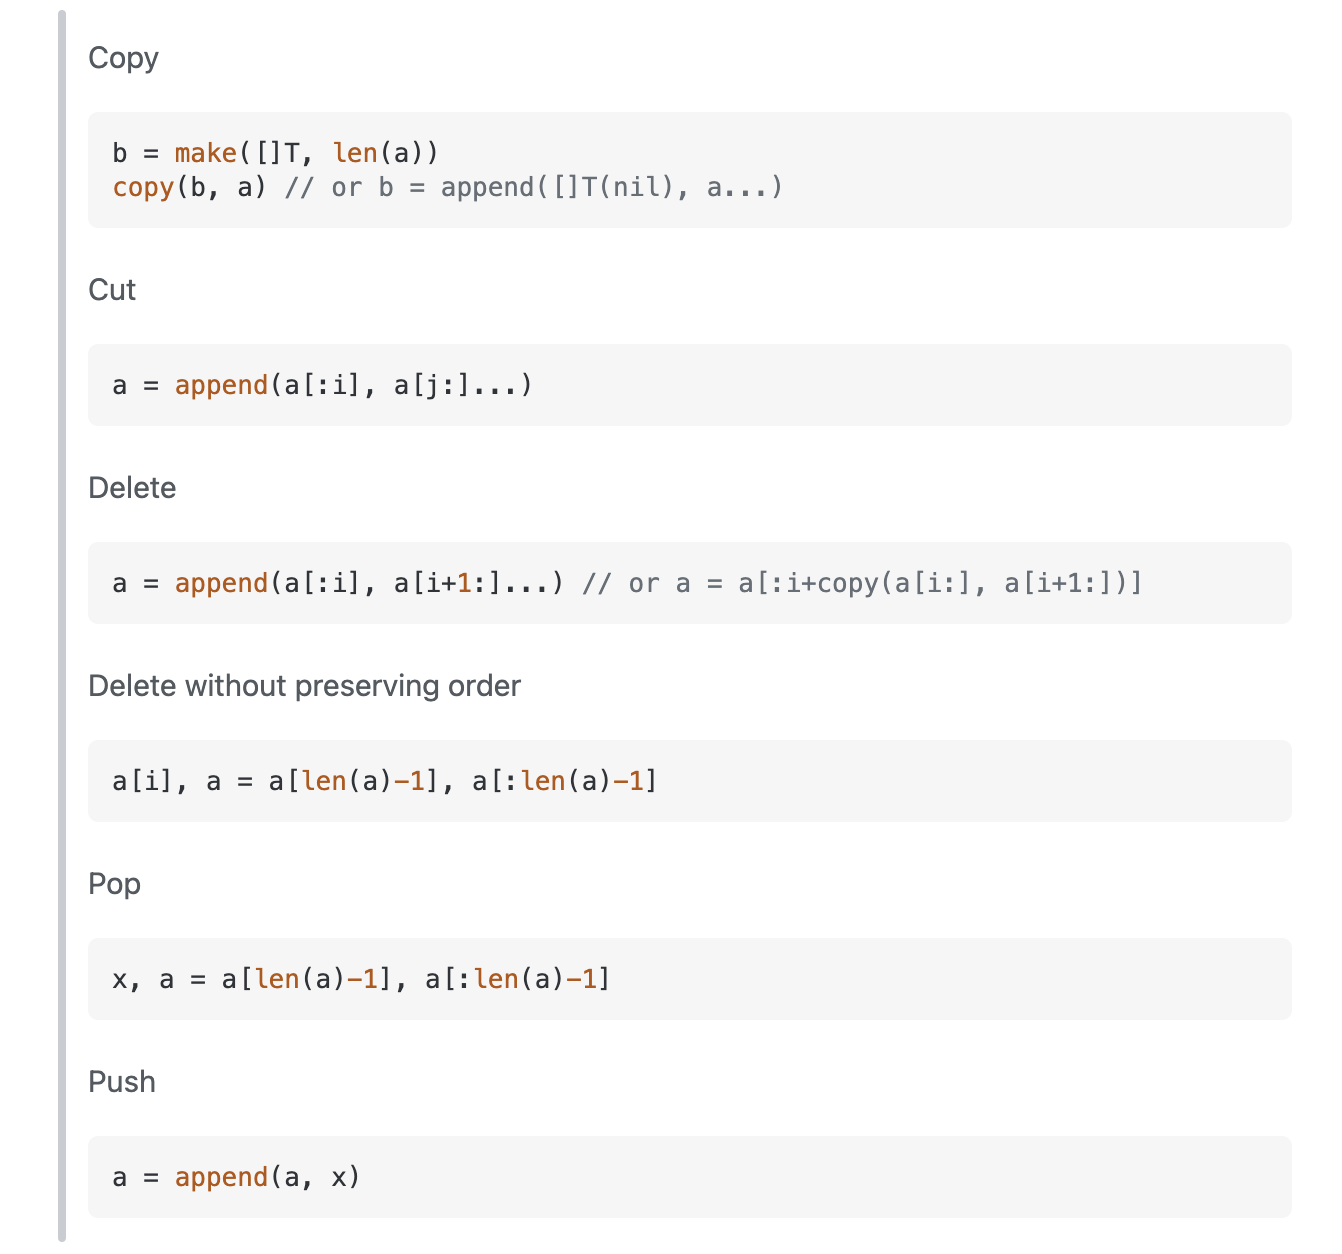 Copy
b = make([]T, len(a))
copy(b, a) // or b = append([]T(nil), a...)
Cut
a = append(a[:i], a[j:]...)
Delete
a = append(a[:i], a[i+1:]...) // or a = a[:i+copy(a[i:], a[i+1:])]
Delete without preserving order
a[i], a = a[len(a)-1], a[:len(a)-1]
Pop
x, a = a[len(a)-1], a[:len(a)-1]
Push
a = append(a, x)